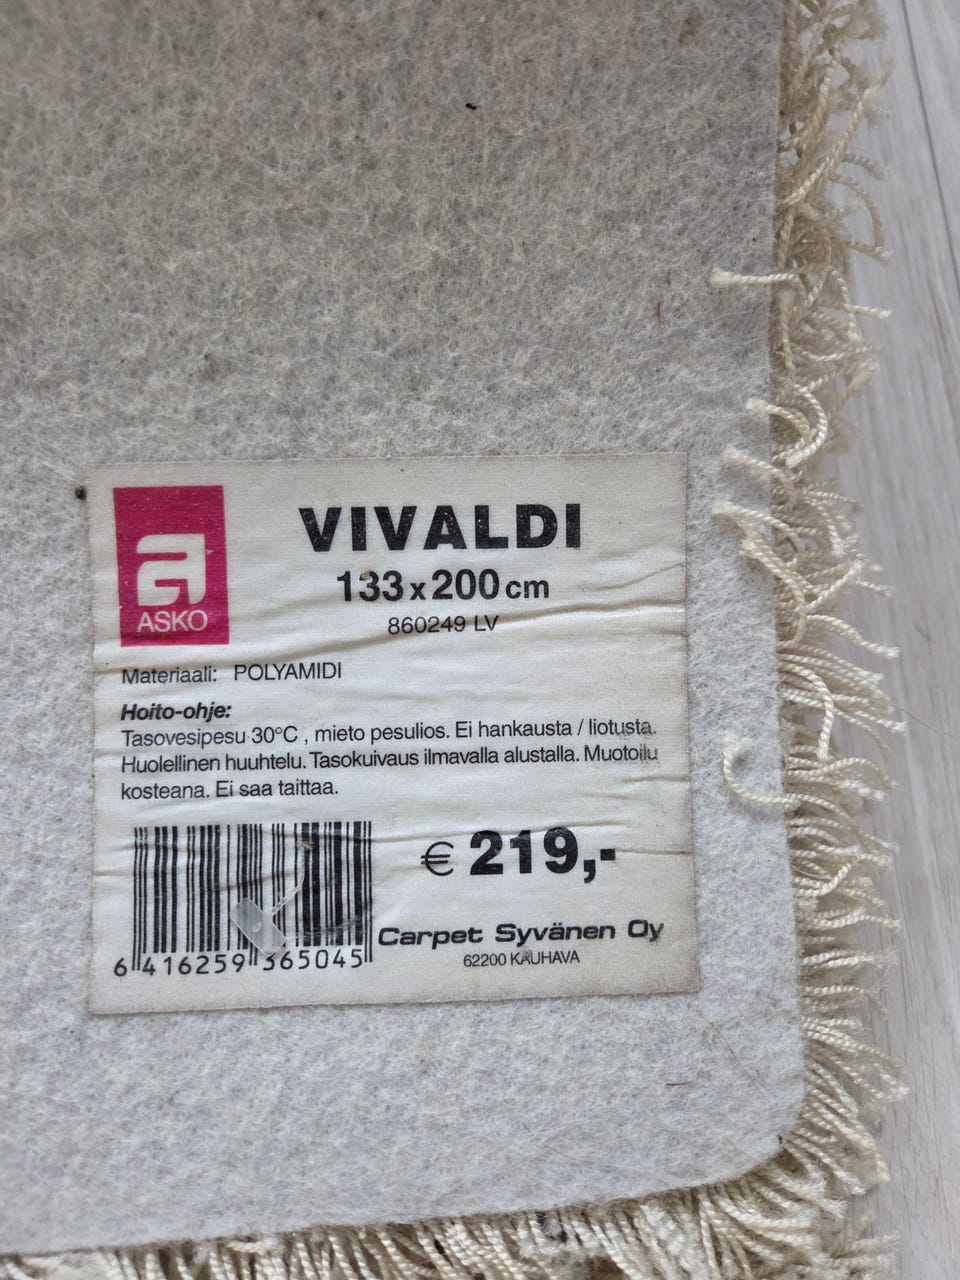 ASKO
VIVALDI
133 x 200 cm
860249 LV
Materiaali: POLYAMIDI
Hoito-ohje:
Tasovesipesu 30°C , mieto pesulios. Ei hankausta / liotusta.
Huolellinen huuhtelu. Tasokuivaus ilmavalla alustalla. Muotoilu
kosteana. Ei saa taittaa.
€ 219,-
6 416259 365045
Carpet Syvänen Oy
62200 KAUHAVA